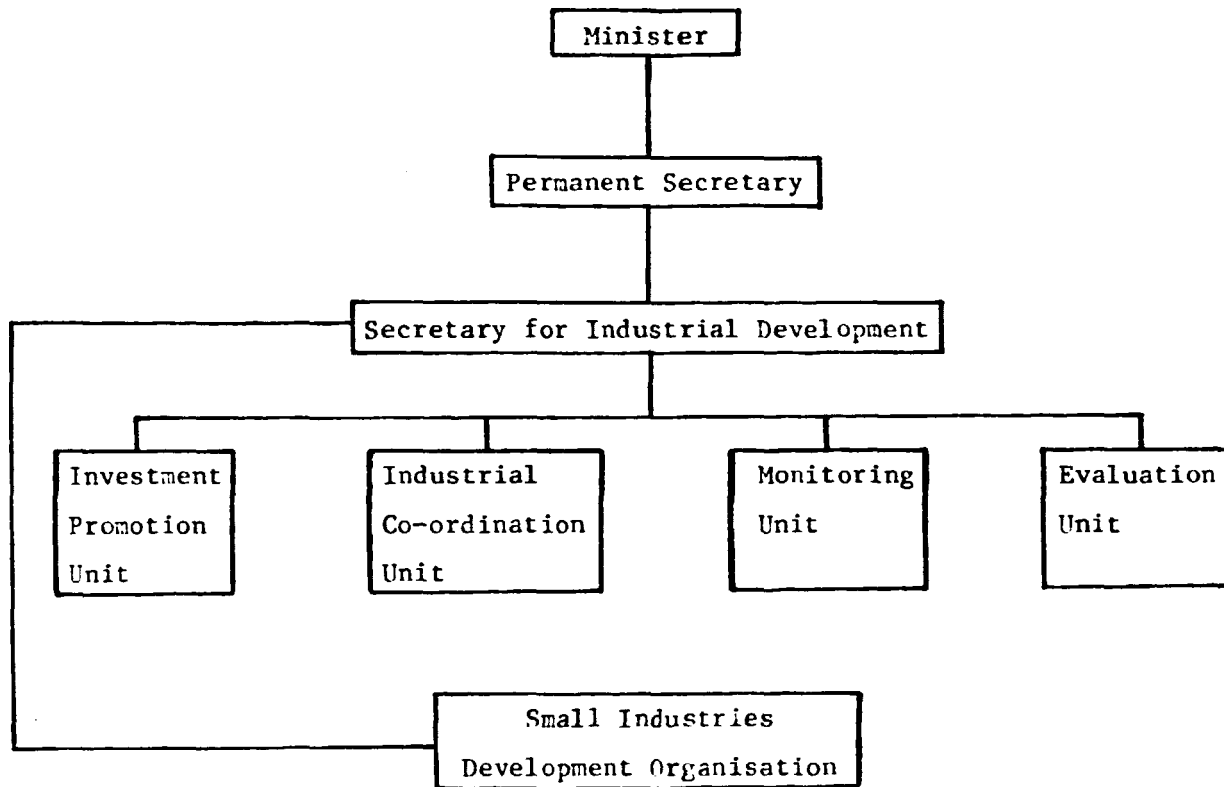 Minister
Permanent Secretary
Secretary for Industrial Development
Investment
Promotion
Unit
Industrial
Co-ordination
Unit
Monitoring
Unit
Evaluation
Unit
Small Industries
Development Organisation